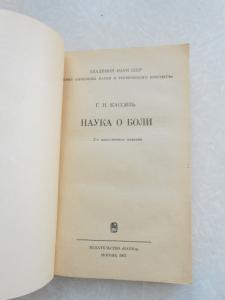 АКАДЕМИЯ НАУК СССР
Г. Н. КАССИЛЬ
НАУКА О БОЛИ
2-е дополненное издание
ИЗДАТЕЛЬСТВО «НАУКА»
МОСКВА